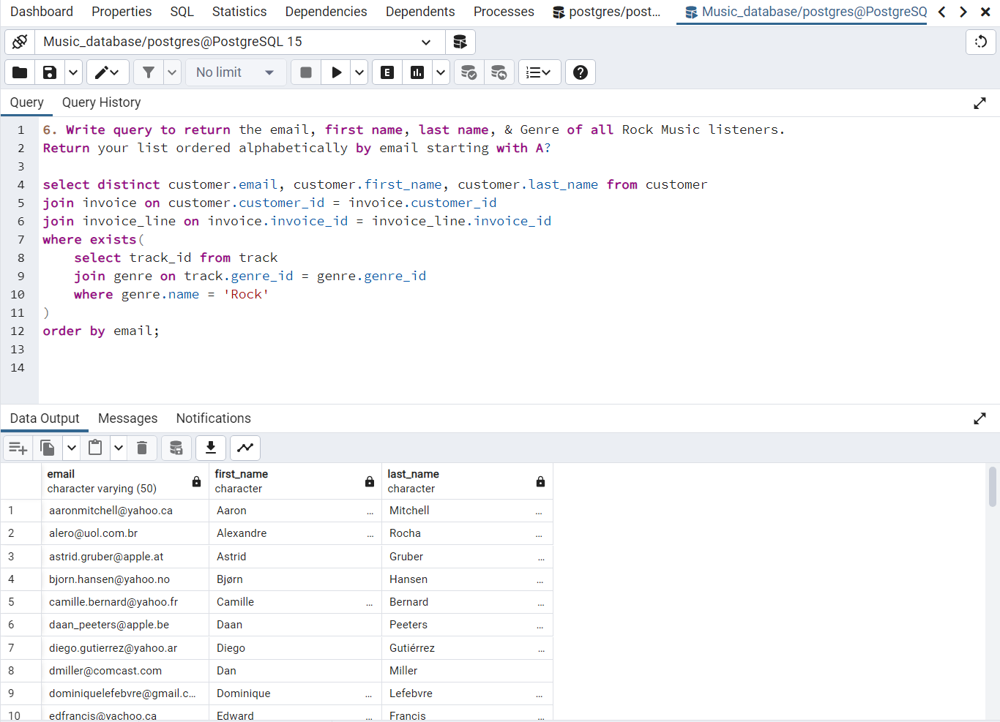 Dashboard Properties SQL Statistics Dependencies Dependents Processes postgres/post... Music_database/postgres@PostgreSQ
Music_database/postgres@PostgreSQL 15
No limit E
Query Query History
1 6. Write query to return the email, first name, last name, & Genre of all Rock Music listeners.
2 Return your list ordered alphabetically by email starting with A?
3
4 select distinct customer.email, customer.first_name, customer.last_name from customer
5 join invoice on customer.customer_id = invoice.customer_id
6 join invoice_line on invoice.invoice_id = invoice_line.invoice_id
7 where exists(
8 select track_id from track
9 join genre on track.genre_id = genre.genre_id
10 where genre.name = 'Rock'
11 )
12 order by email;
13
14
Data Output Messages Notifications
email first_name last_name
character varying (50) character character
1 aaronmitchell@yahoo.ca Aaron ... Mitchell ...
2 alero@uol.com.br Alexandre ... Rocha ...
3 astrid.gruber@apple.at Astrid Gruber ...
4 bjorn.hansen@yahoo.no Bjørn Hansen ...
5 camille.bernard@yahoo.fr Camille ... Bernard ...
6 daan_peeters@apple.be Daan Peeters ...
7 diego.gutierrez@yahoo.ar Diego Gutiérrez ...
8 dmiller@comcast.com Dan Miller
9 dominiquelefebvre@gmail.c... Dominique ... Lefebvre ...
10 edfrancis@yachoo.ca Edward ... Francis ...